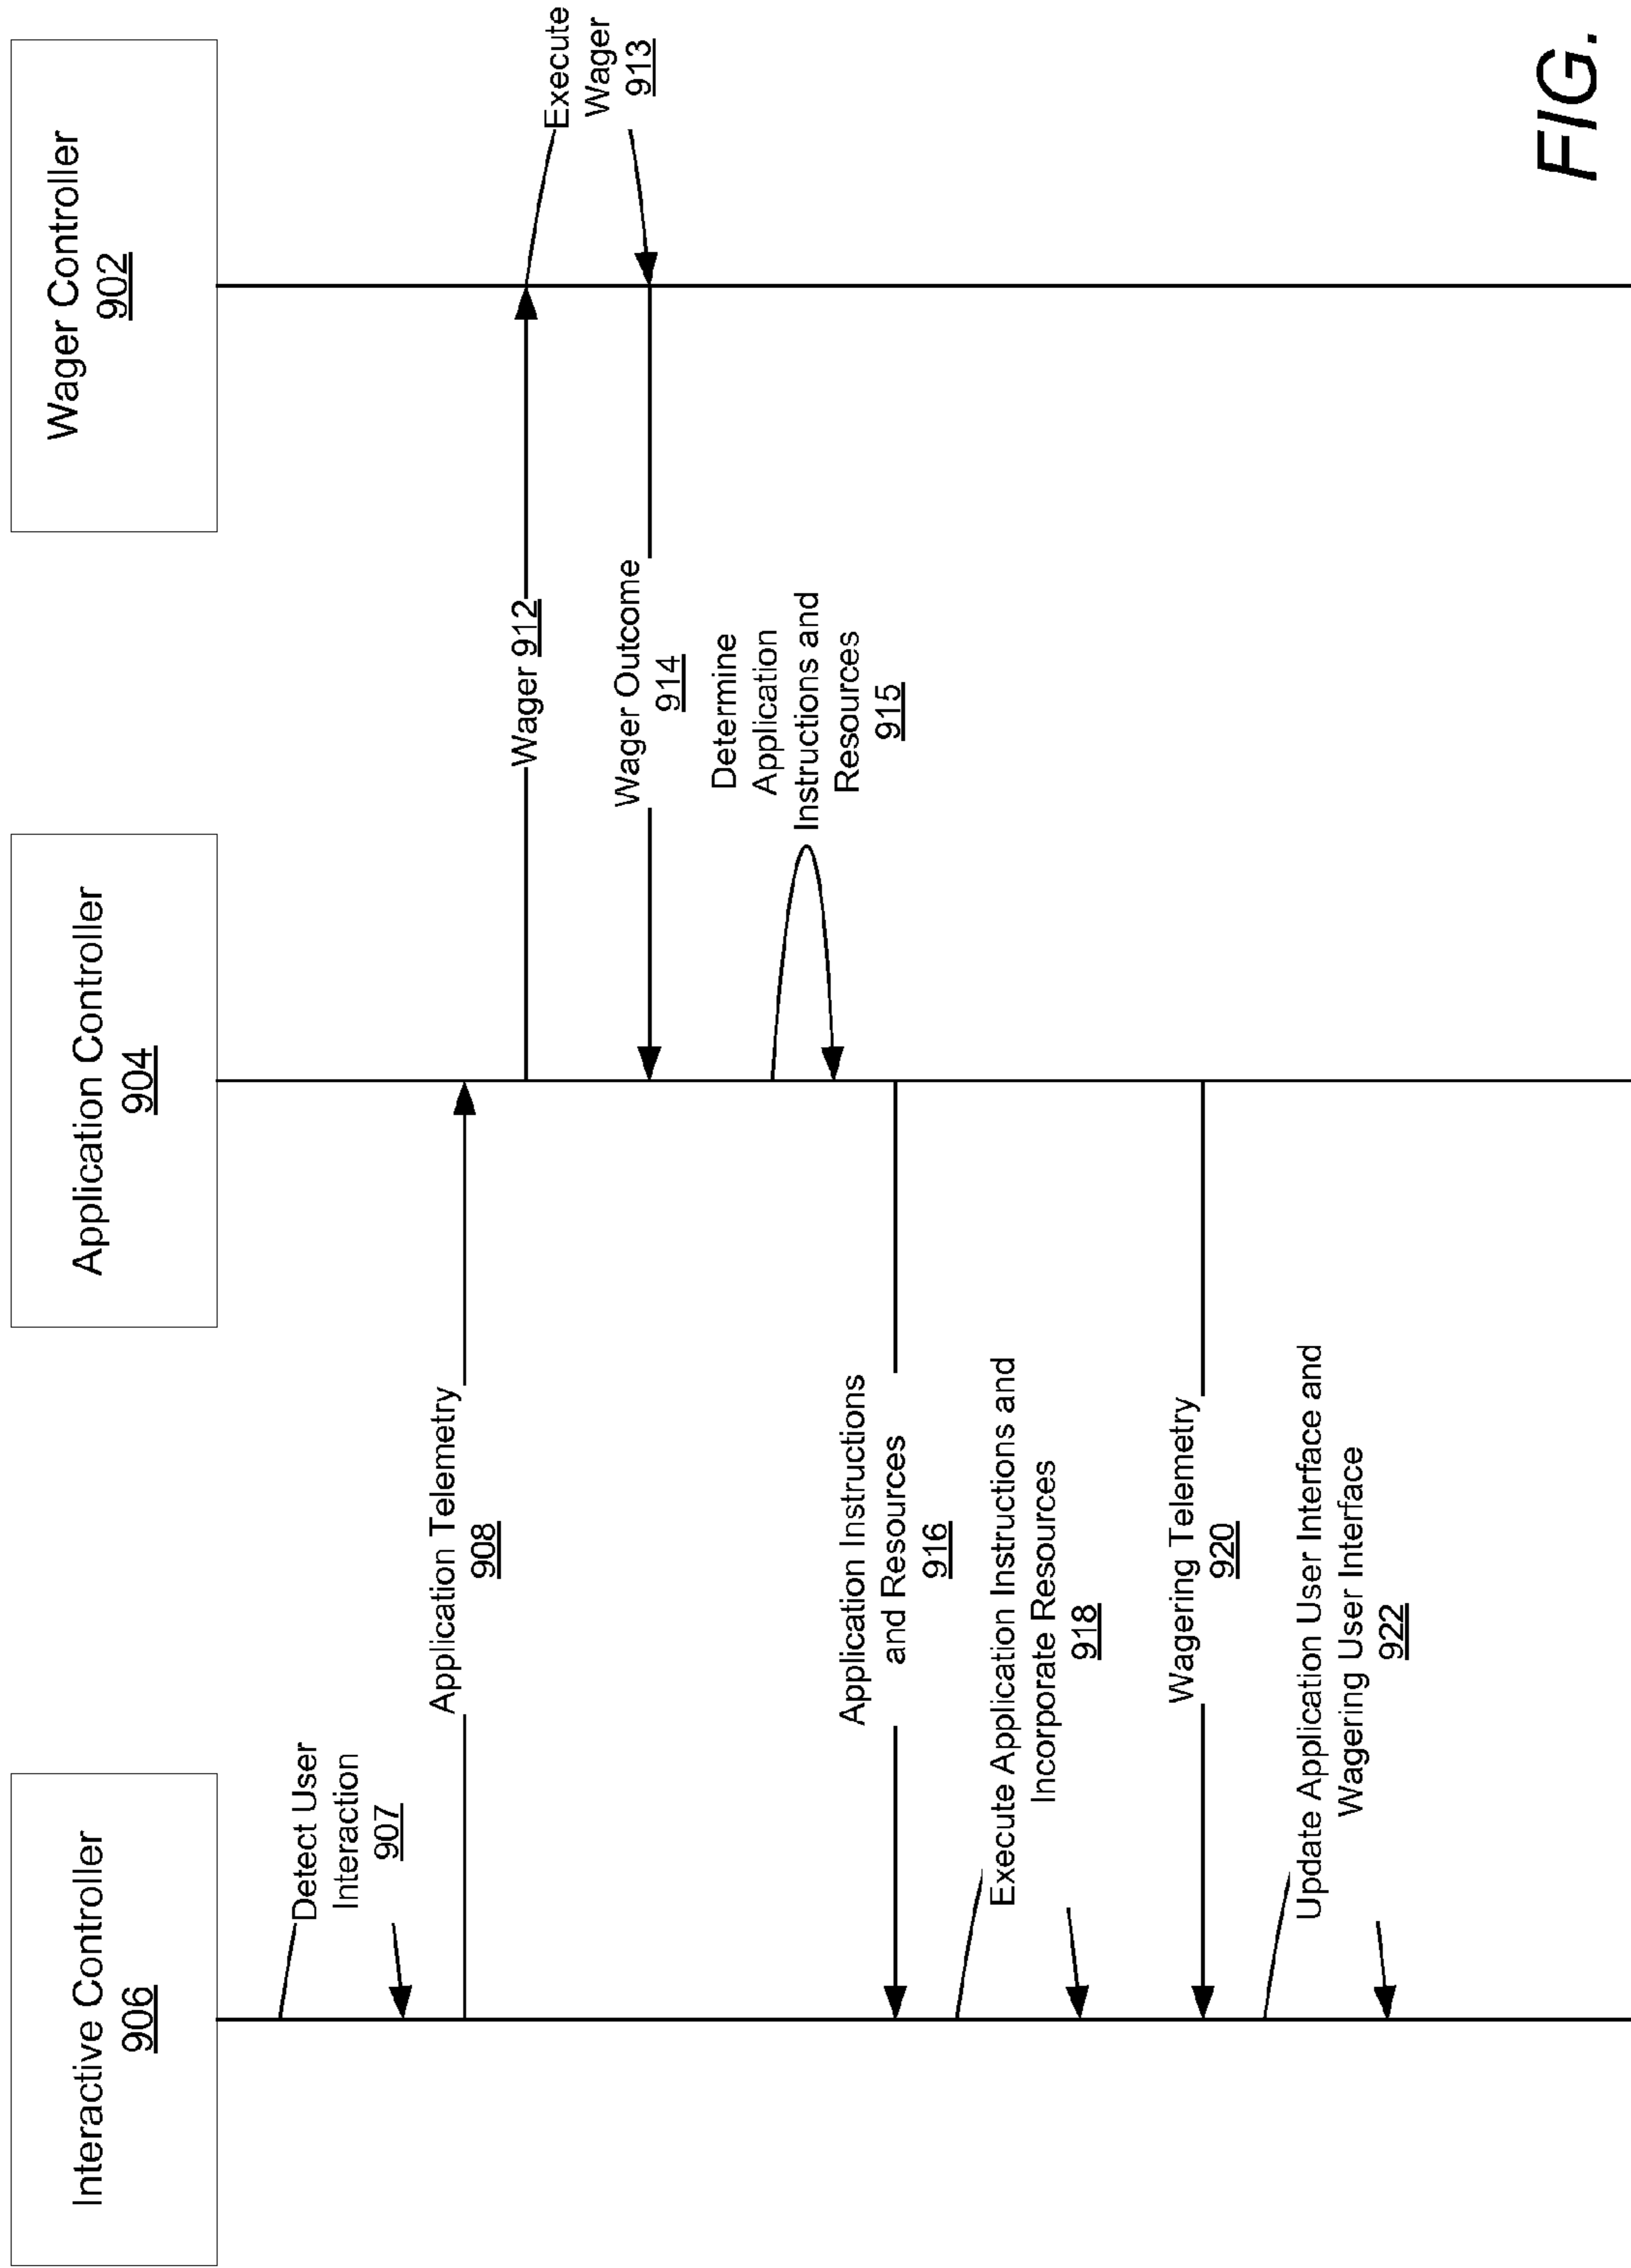 Interactive Controller
906
Application Controller
904
Wager Controller
902
Detect User
Interaction
907
Application Telemetry
908
Wager 912
Execute
Wager
913
Wager Outcome
914
Determine
Application
Instructions and
Resources
915
Application Instructions
and Resources
916
Execute Application Instructions and
Incorporate Resources
918
Wagering Telemetry
920
Update Application User Interface and
Wagering User Interface
922
FIG.